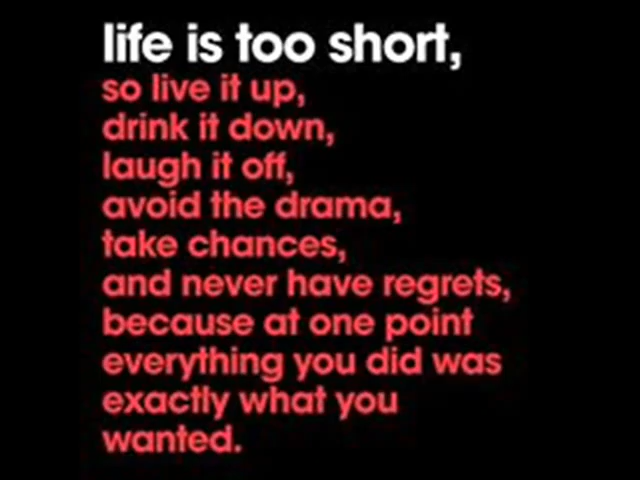 life is too short,
so live it up,
drink it down,
laugh it off,
avoid the drama,
take chances,
and never have regrets,
because at one point
everything you did was
exactly what you
wanted.